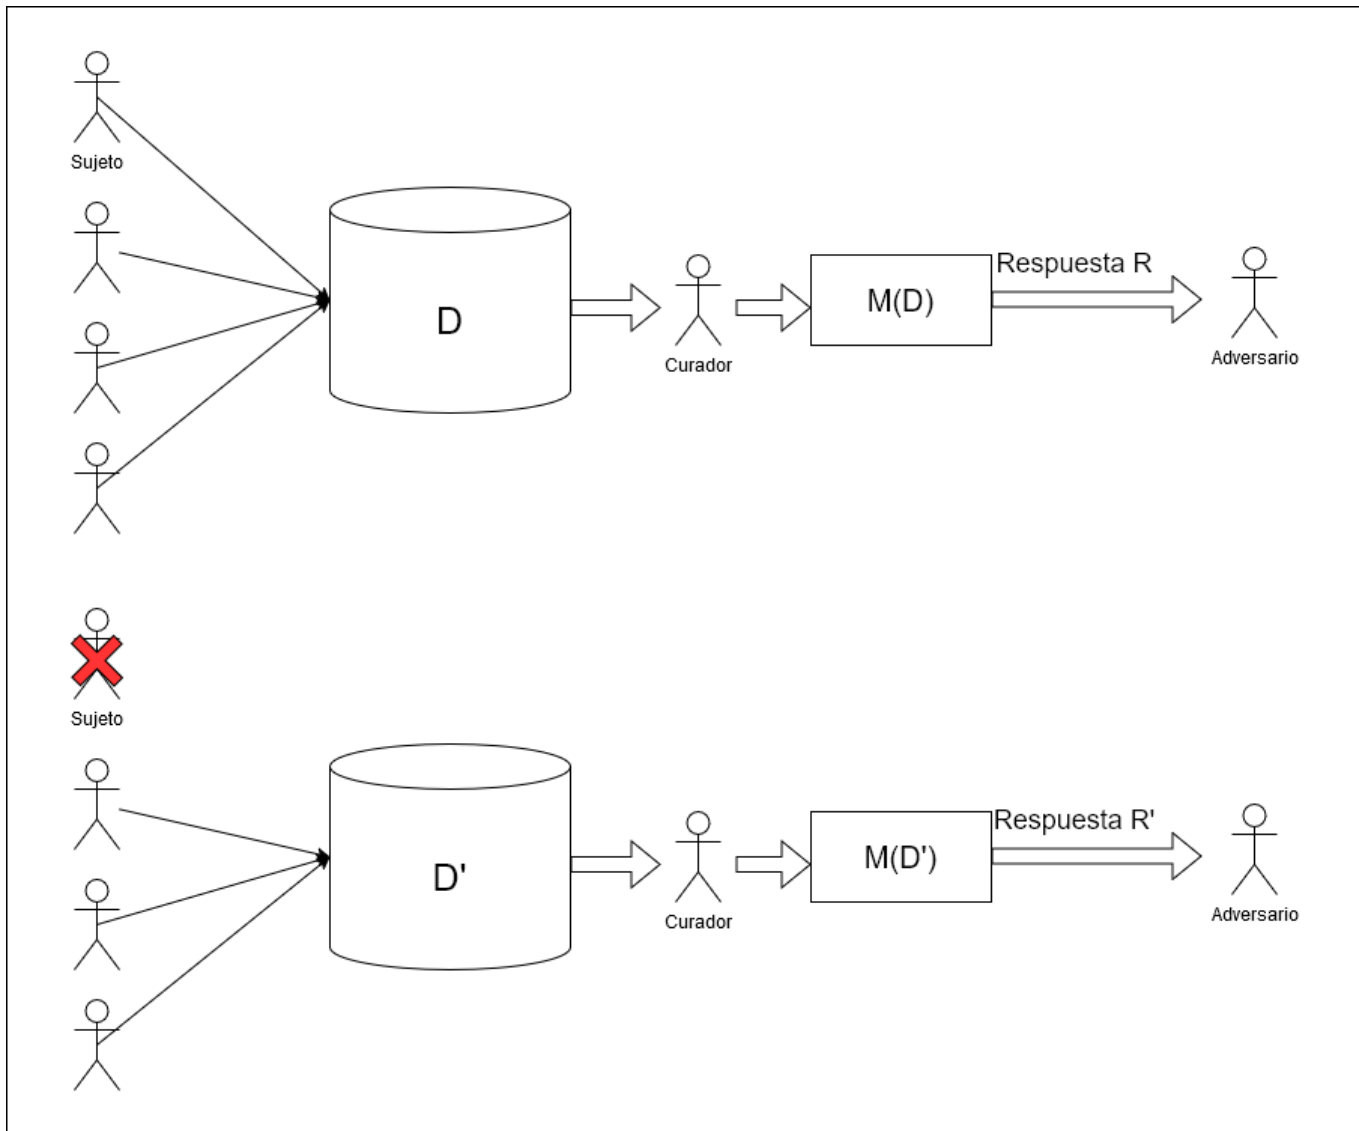 Sujeto
D
Curador
M(D)
Respuesta R
Adversario
Sujeto
D'
Curador
M(D')
Respuesta R'
Adversario